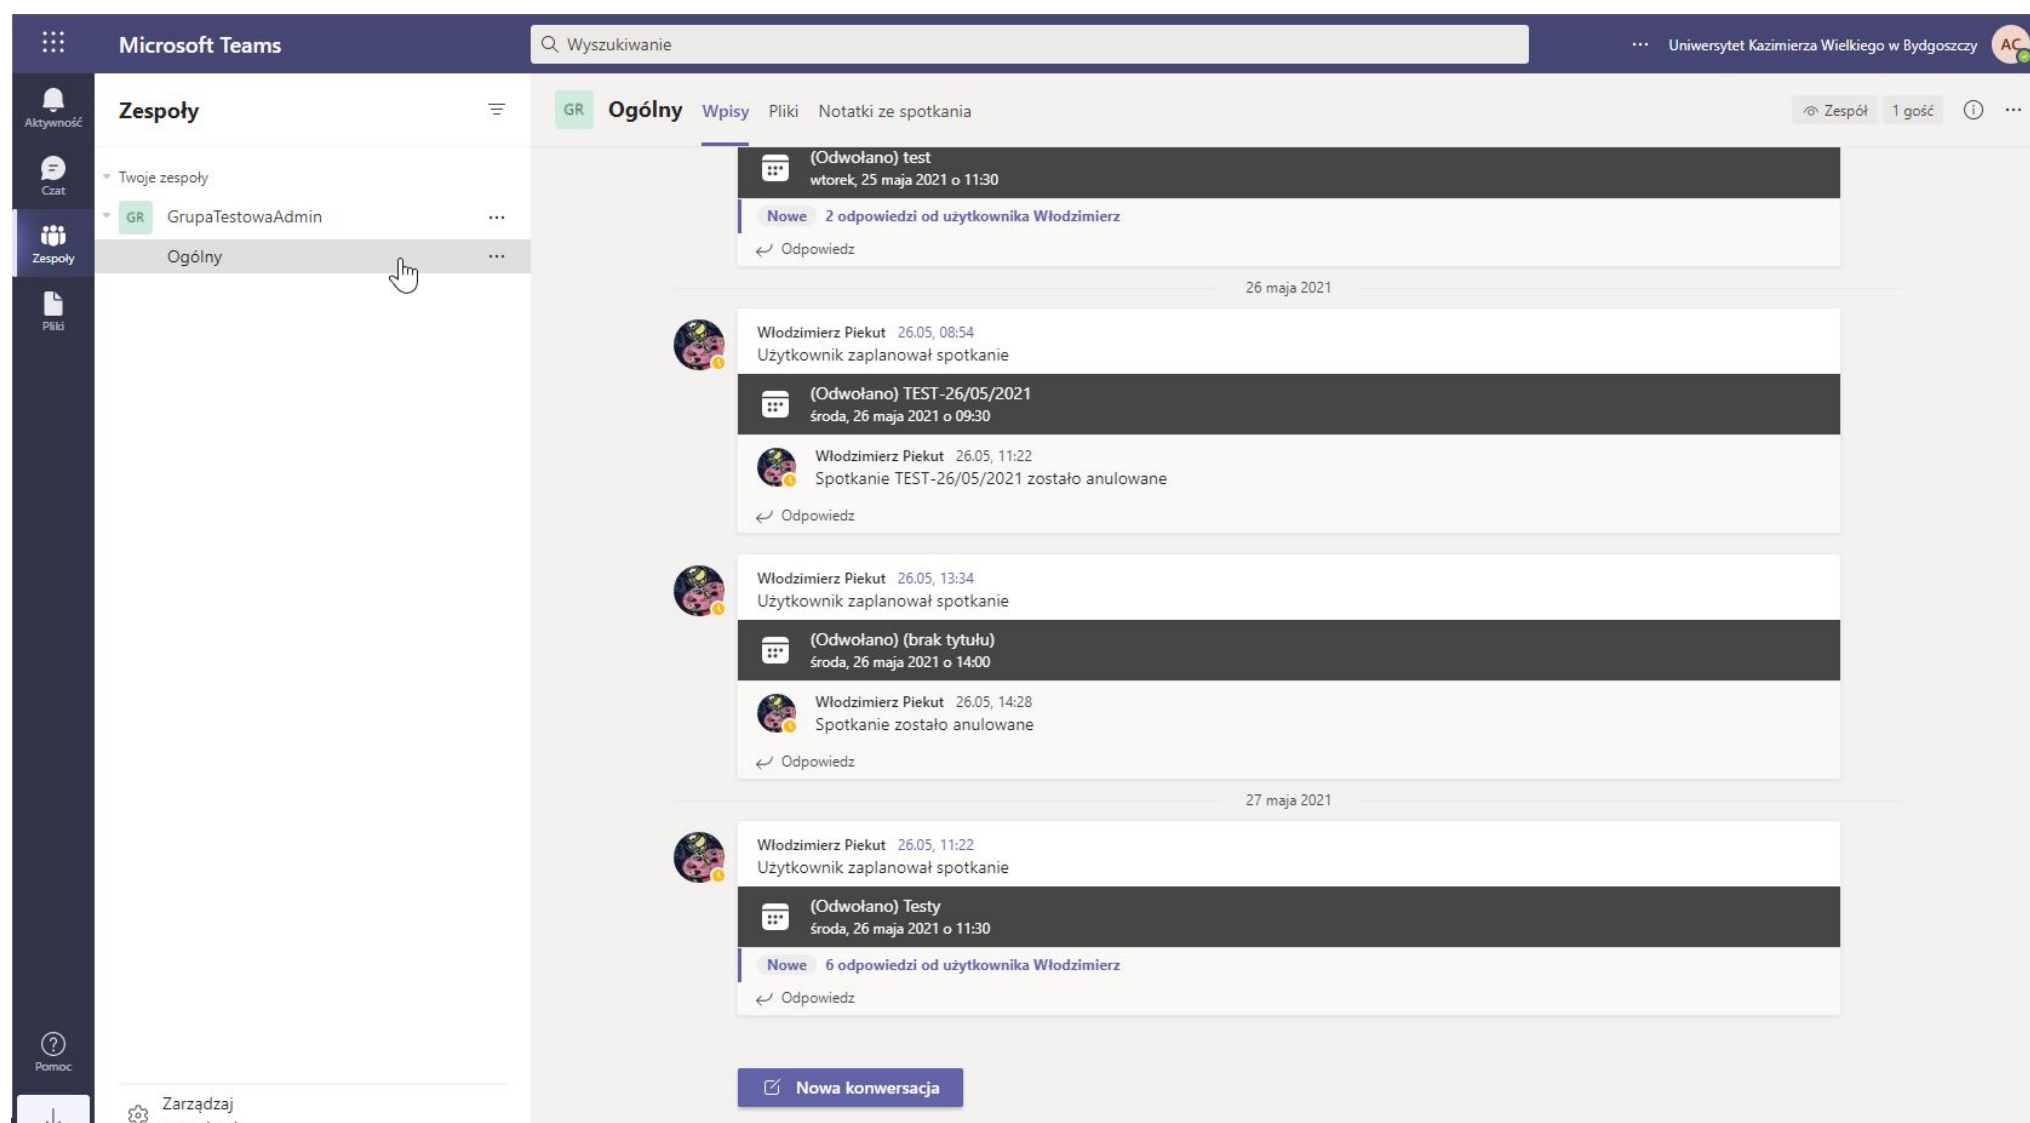 Microsoft Teams
Wyszukiwanie
Uniwersytet Kazimierza Wielkiego w Bydgoszczy
AC
Aktywność
Czat
Zespoły
Pliki
Pomoc
Zespoły
Twoje zespoły
GR GrupaTestowaAdmin
Ogólny
Zarządzaj
GR Ogólny Wpisy Pliki Notatki ze spotkania
Zespół 1 gość
(Odwołano) test
wtorek, 25 maja 2021 o 11:30
Nowe 2 odpowiedzi od użytkownika Włodzimierz
Odpowiedz
26 maja 2021
Włodzimierz Piekut 26.05, 08:54
Użytkownik zaplanował spotkanie
(Odwołano) TEST-26/05/2021
środa, 26 maja 2021 o 09:30
Włodzimierz Piekut 26.05, 11:22
Spotkanie TEST-26/05/2021 zostało anulowane
Odpowiedz
Włodzimierz Piekut 26.05, 13:34
Użytkownik zaplanował spotkanie
(Odwołano) (brak tytułu)
środa, 26 maja 2021 o 14:00
Włodzimierz Piekut 26.05, 14:28
Spotkanie zostało anulowane
Odpowiedz
27 maja 2021
Włodzimierz Piekut 26.05, 11:22
Użytkownik zaplanował spotkanie
(Odwołano) Testy
środa, 26 maja 2021 o 11:30
Nowe 6 odpowiedzi od użytkownika Włodzimierz
Odpowiedz
Nowa konwersacja